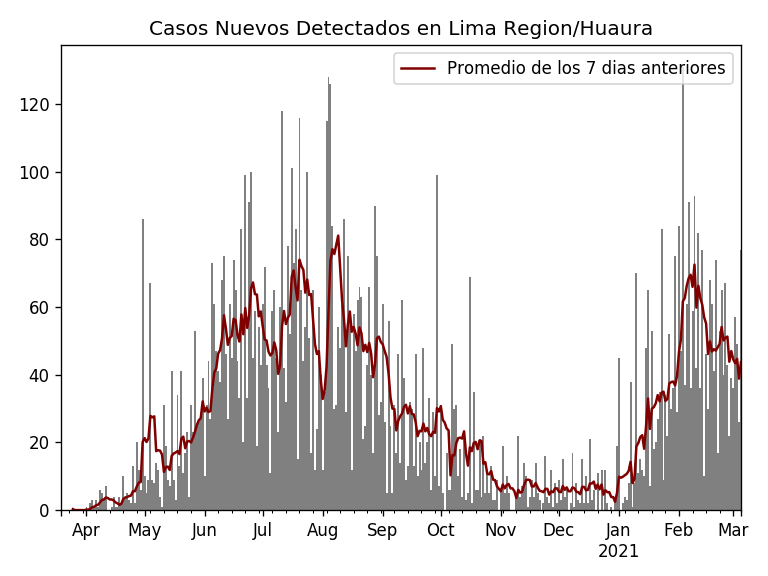 Casos Nuevos Detectados en Lima Region/Huaura
Promedio de los 7 dias anteriores
120
100
80
60
40
20
0
Apr May Jun Jul Aug Sep Oct Nov Dec Jan Feb Mar
2021